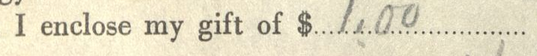 I enclose my gift of $ 1.00